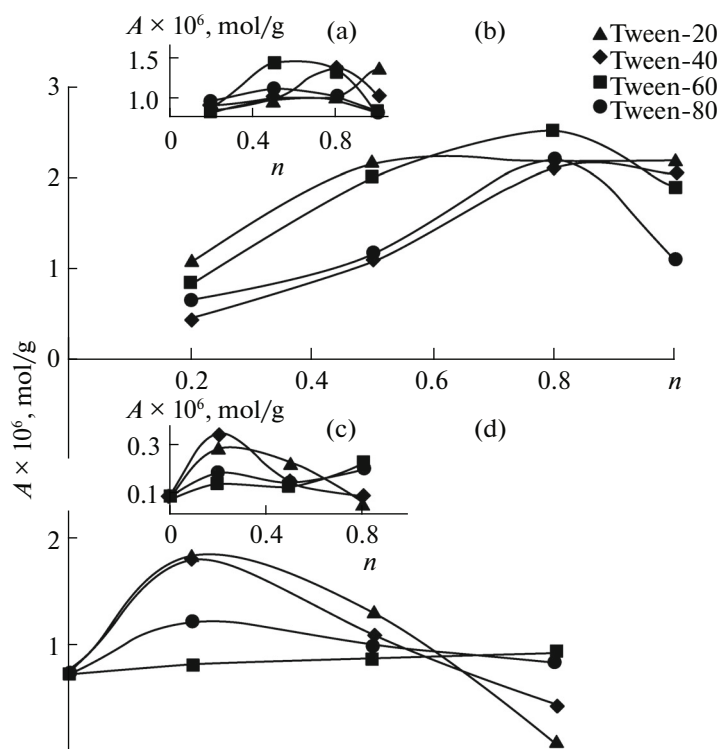 A × 10⁶, mol/g
(a)
(b)
▲Tween-20
◆Tween-40
■Tween-60
●Tween-80
1.5
1.0
0 0.4 0.8
n
3
2
1
0
0.2 0.4 0.6 0.8 n
A × 10⁶, mol/g
A × 10⁶, mol/g
(c)
(d)
0.3
0.1
0 0.4 0.8
n
2
1